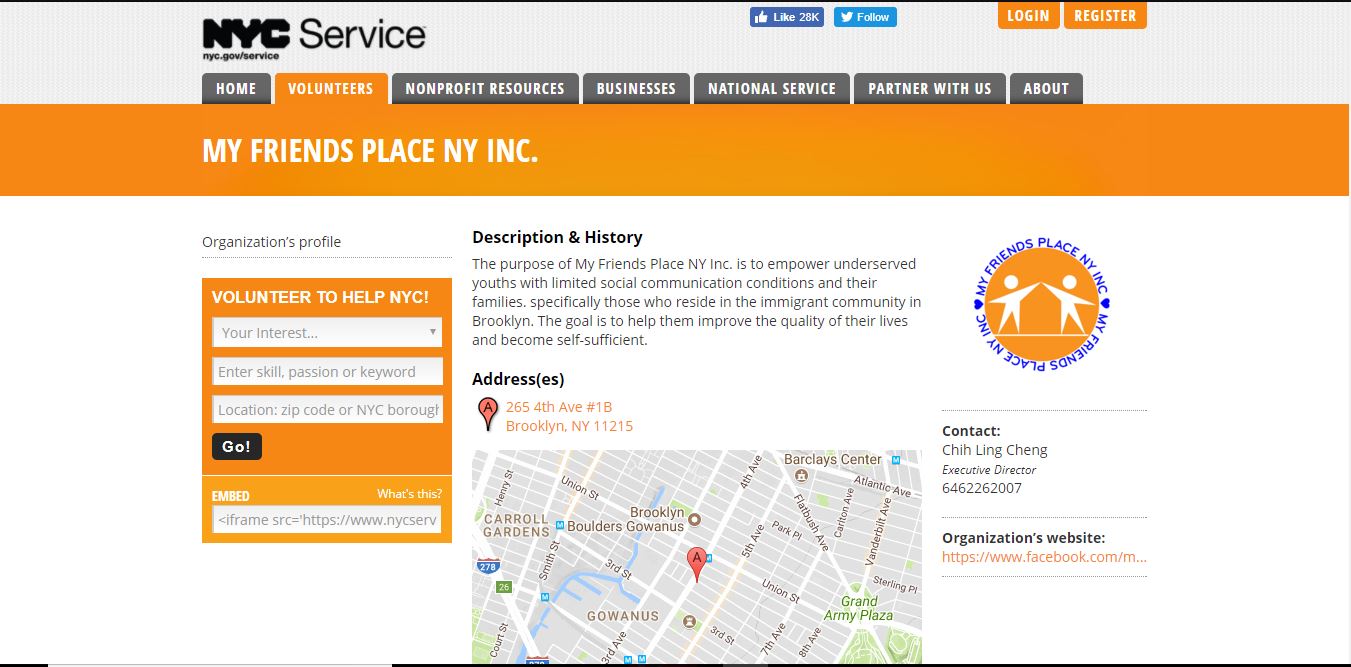 NYC Service
nyc.gov/service
Like 28K
Follow
LOGIN
REGISTER
HOME
VOLUNTEERS
NONPROFIT RESOURCES
BUSINESSES
NATIONAL SERVICE
PARTNER WITH US
ABOUT
MY FRIENDS PLACE NY INC.
Organization's profile
VOLUNTEER TO HELP NYC!
Your Interest...
Enter skill, passion or keyword
Location: zip code or NYC borough
Go!
EMBED
What's this?
<iframe src='https://www.nycserv
Description & History
The purpose of My Friends Place NY Inc. is to empower underserved
youths with limited social communication conditions and their
families. specifically those who reside in the immigrant community in
Brooklyn. The goal is to help them improve the quality of their lives
and become self-sufficient.
Address(es)
A
265 4th Ave #1B
Brooklyn, NY 11215
Barclays Center
M
Atlantic Ave
4th Ave
Henry St
Union St
CARROLL
GARDENS
M
Brooklyn
Boulders Gowanus
Flatbush Ave
Carlton Ave
Vanderbilt Ave
Park Pl
5th Ave
A
M
278
26
Smith St
3rd St
M
Union St
Sterling Pl
Grand
Army Plaza
GOWANUS
3rd St
7th Ave
8th Ave
Court St
3rd Ave
278
M
M
MY FRIENDS PLACE NY INC
MY FRIENDS PLACE NY INC
Contact:
Chih Ling Cheng
Executive Director
6462262007
Organization's website:
https://www.facebook.com/m...